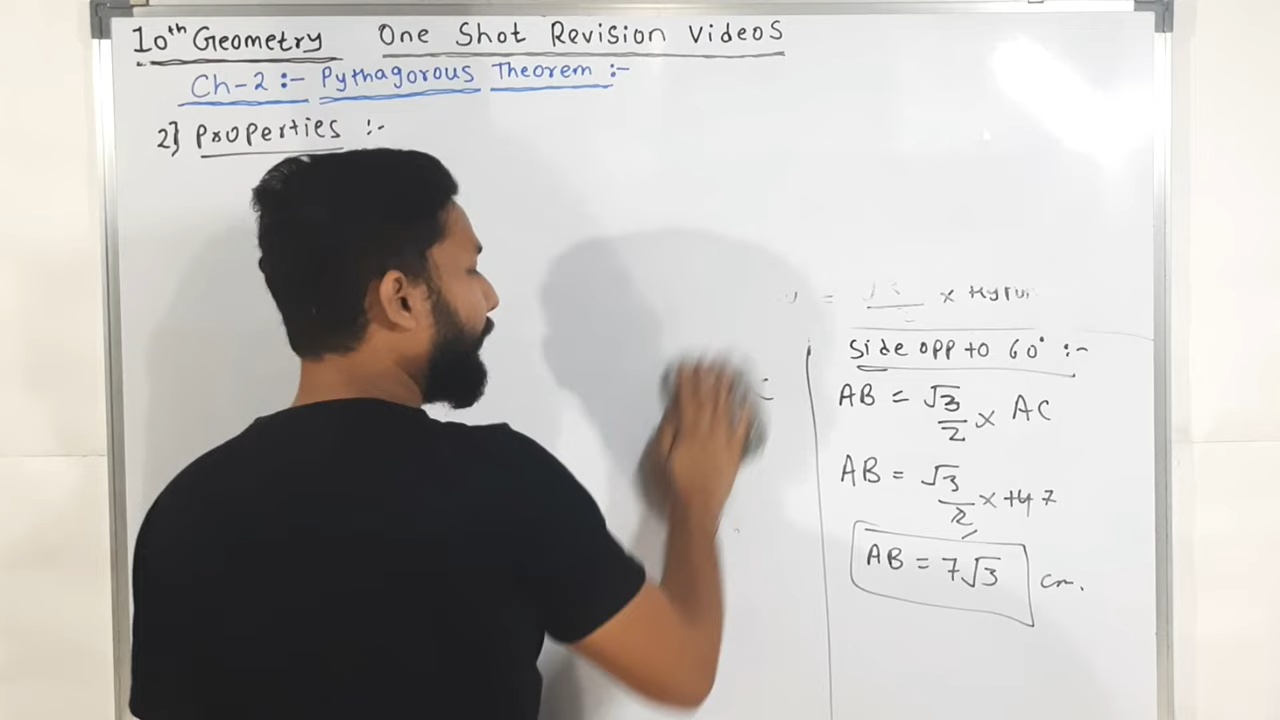 10th Geometry One Shot Revision Videos
Ch-2 :- Pythagorous Theorem :-
2} Properties :-
= × Hypon
Side opp to 60° :-
AB = √3/2 × AC
AB = √3/2 × 14 7
AB = 7√3 cm.